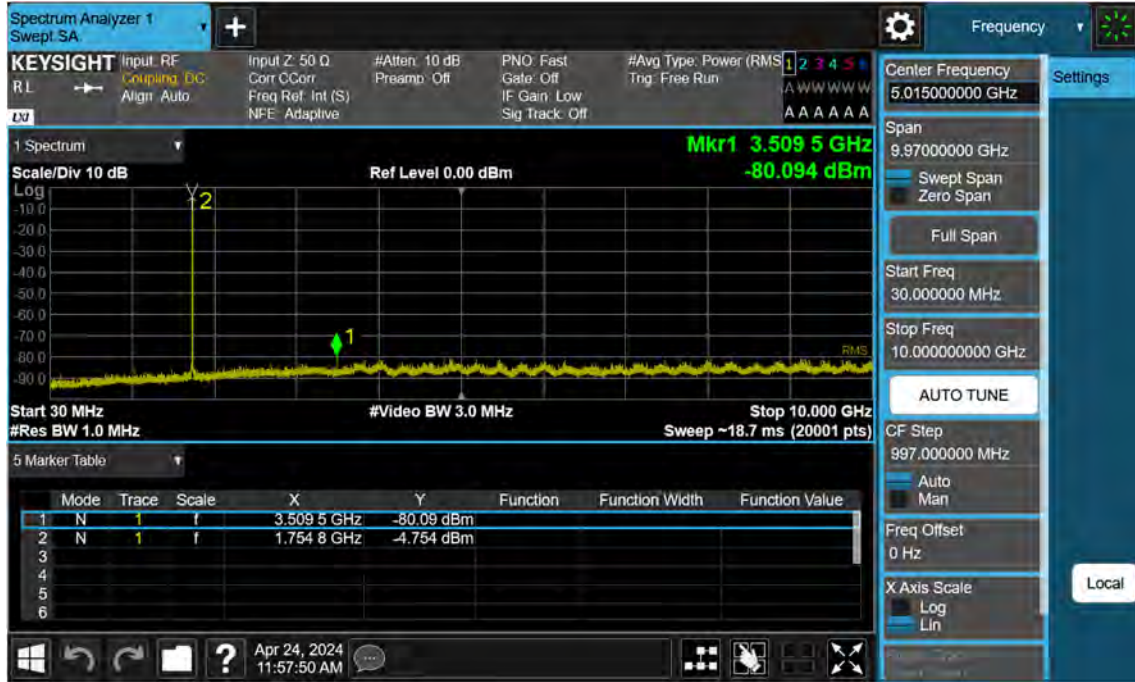 Spectrum Analyzer 1
Swept SA
Frequency
KEYSIGHT Input: RF Input Z: 50 Ω #Atten: 10 dB PNO: Fast #Avg Type: Power (RMS 1 2 3 4 5 6
RL Coupling: DC Corr CCorr Preamp: Off Gate: Off Trig: Free Run
Align: Auto Freq Ref: Int (S) IF Gain: Low A W W W W W
LXI NFE: Adaptive Sig Track: Off A A A A A A
1 Spectrum
Mkr1 3.509 5 GHz
Scale/Div 10 dB Ref Level 0.00 dBm -80.094 dBm
Log
-10.0
-20.0
-30.0
-40.0
-50.0
-60.0
-70.0
-80.0
-90.0
2
1
RMS
Start 30 MHz #Video BW 3.0 MHz Stop 10.000 GHz
#Res BW 1.0 MHz Sweep ~18.7 ms (20001 pts)
5 Marker Table
Mode Trace Scale X Y Function Function Width Function Value
1 N 1 f 3.509 5 GHz -80.09 dBm
2 N 1 f 1.754 8 GHz -4.754 dBm
3
4
5
6
Apr 24, 2024
11:57:50 AM
Center Frequency
5.015000000 GHz
Settings
Span
9.97000000 GHz
Swept Span
Zero Span
Full Span
Start Freq
30.000000 MHz
Stop Freq
10.000000000 GHz
AUTO TUNE
CF Step
997.000000 MHz
Auto
Man
Freq Offset
0 Hz
X Axis Scale
Log
Lin
Local